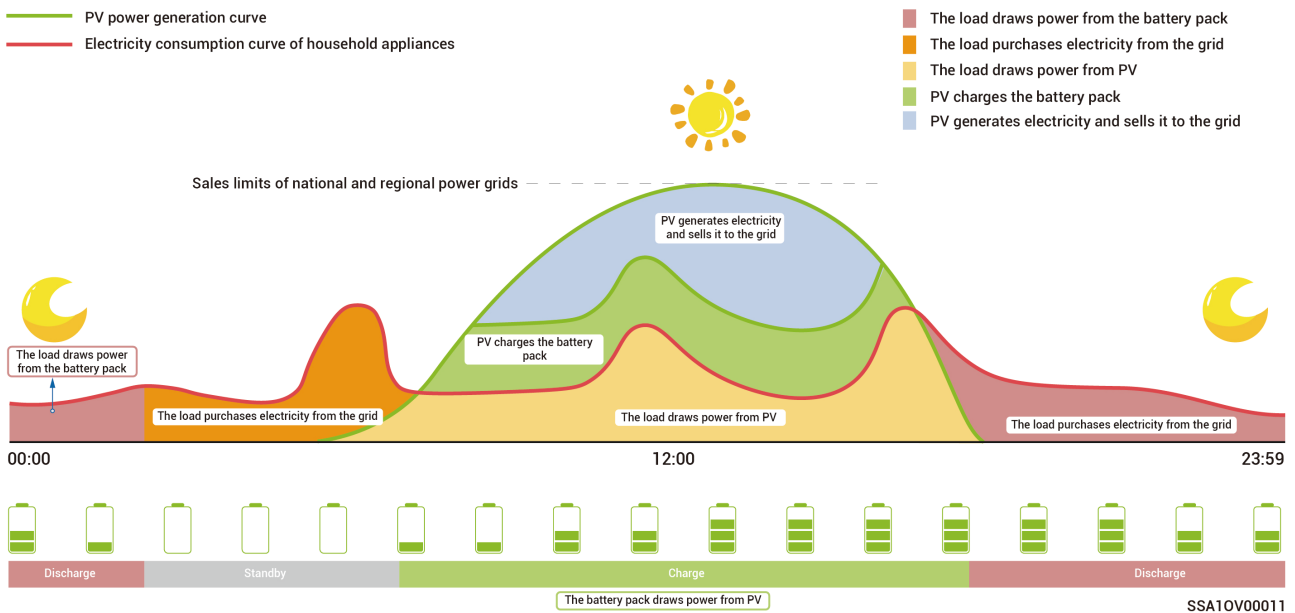 PV power generation curve
Electricity consumption curve of household appliances
The load draws power from the battery pack
The load purchases electricity from the grid
The load draws power from PV
PV charges the battery pack
PV generates electricity and sells it to the grid
Sales limits of national and regional power grids
PV generates electricity
and sells it to the grid
PV charges the battery
pack
The load draws power
from the battery pack
The load purchases electricity from the grid
The load draws power from PV
The load purchases electricity from the grid
00:00
12:00
23:59
Discharge
Standby
Charge
Discharge
The battery pack draws power from PV
SSA1OV00011